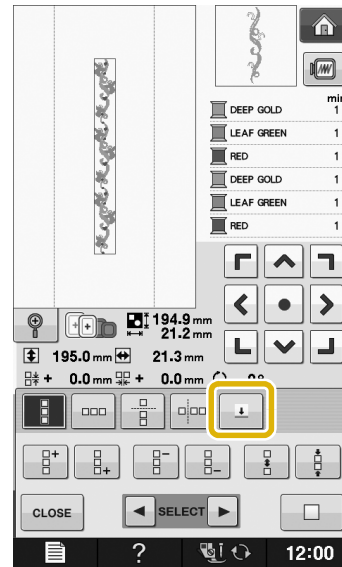 min
DEEP GOLD 1
LEAF GREEN 1
RED 1
DEEP GOLD 1
LEAF GREEN 1
RED 1
194.9 mm
21.2 mm
195.0 mm 21.3 mm
+ 0.0 mm + 0.0 mm
CLOSE SELECT
? 12:00